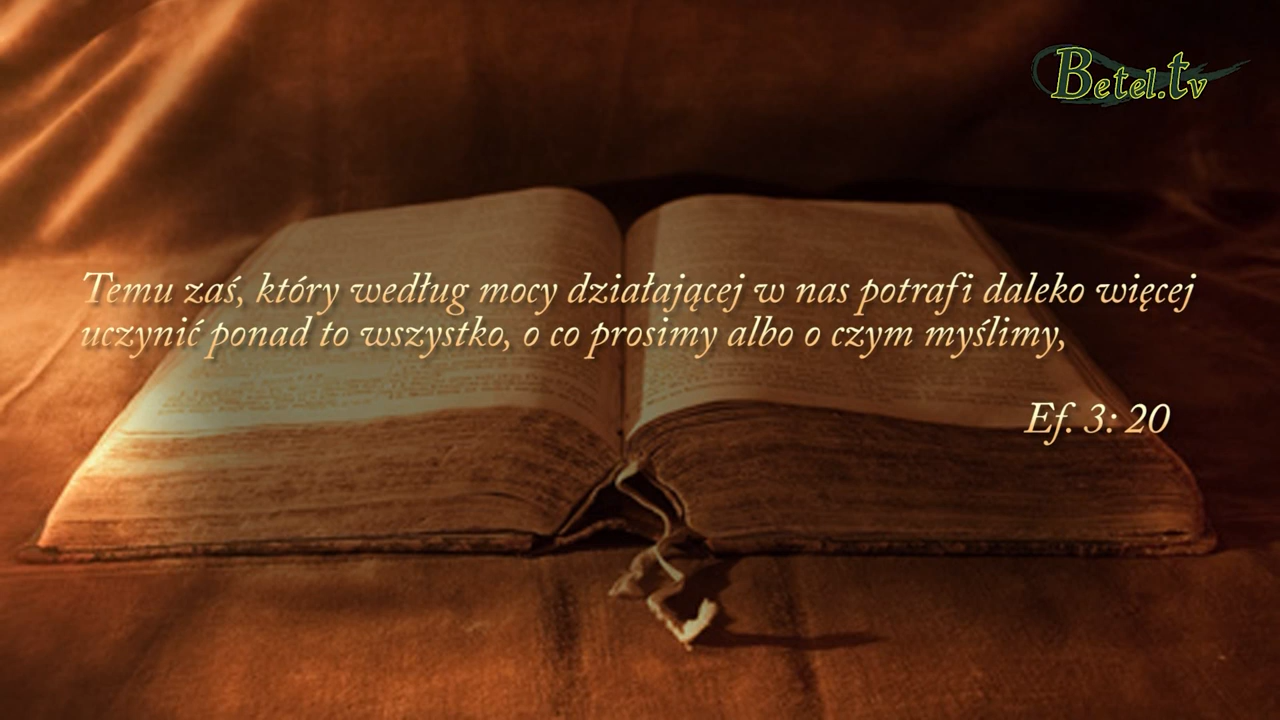 Betel.tv
Temu zaś, który według mocy działającej w nas potrafi daleko więcej
uczynić ponad to wszystko, o co prosimy albo o czym myślimy,
Ef. 3: 20